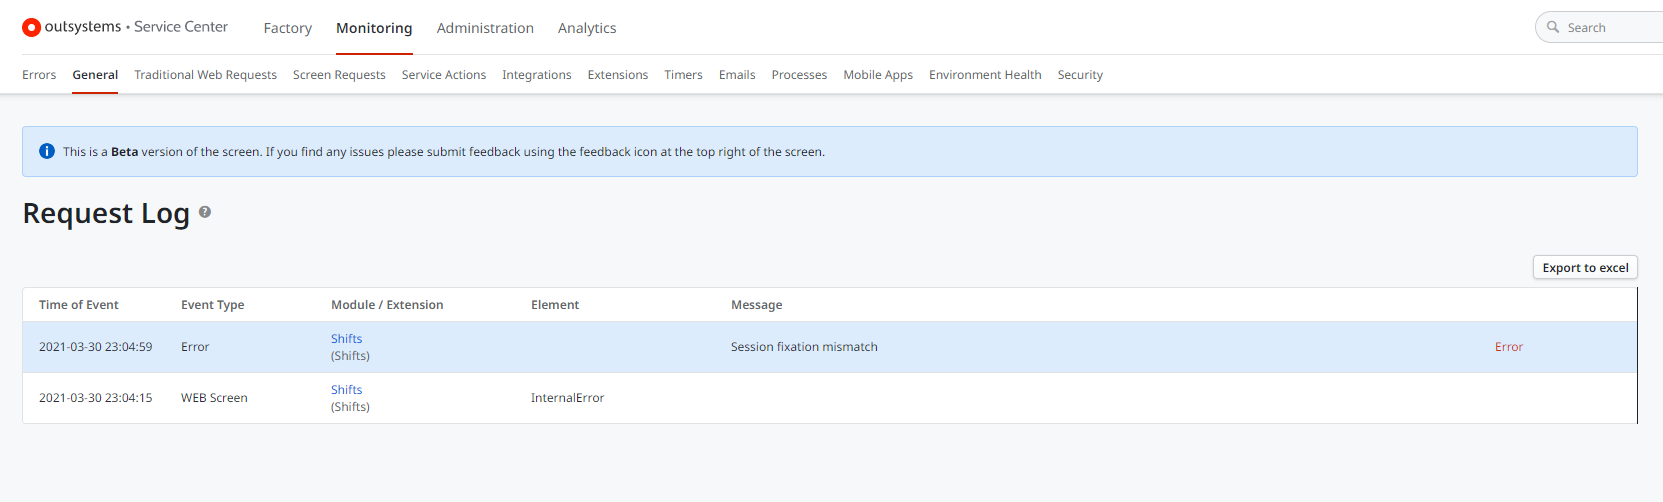 outsystems • Service Center Factory Monitoring Administration Analytics Search
Errors General Traditional Web Requests Screen Requests Service Actions Integrations Extensions Timers Emails Processes Mobile Apps Environment Health Security
This is a Beta version of the screen. If you find any issues please submit feedback using the feedback icon at the top right of the screen.
Request Log ?
Export to excel
Time of Event Event Type Module / Extension Element Message
2021-03-30 23:04:59 Error Shifts (Shifts) Session fixation mismatch Error
2021-03-30 23:04:15 WEB Screen Shifts (Shifts) InternalError